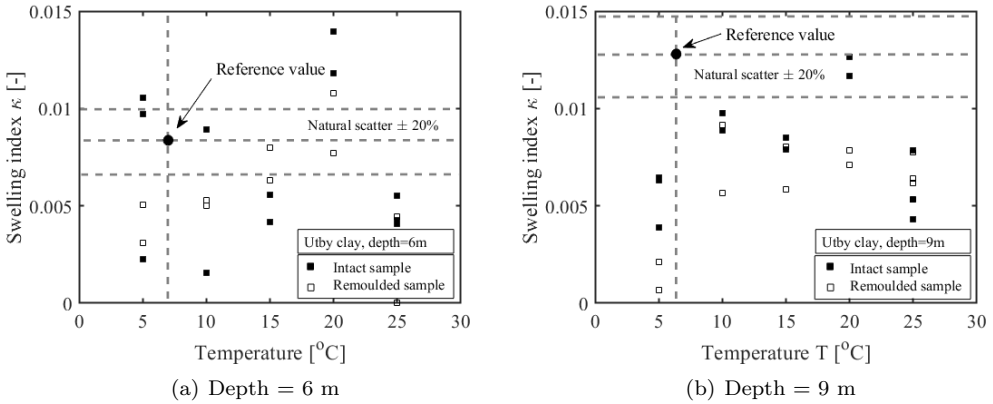 0.015
0.01
0.005
0
Swelling index κ [-]
Reference value
Natural scatter ± 20%
Utby clay, depth=6m
Intact sample
Remoulded sample
0 5 10 15 20 25 30
Temperature [°C]
(a) Depth = 6 m
0.015
0.01
0.005
0
Swelling index κ [-]
Reference value
Natural scatter ± 20%
Utby clay, depth=9m
Intact sample
Remoulded sample
0 5 10 15 20 25 30
Temperature T [°C]
(b) Depth = 9 m